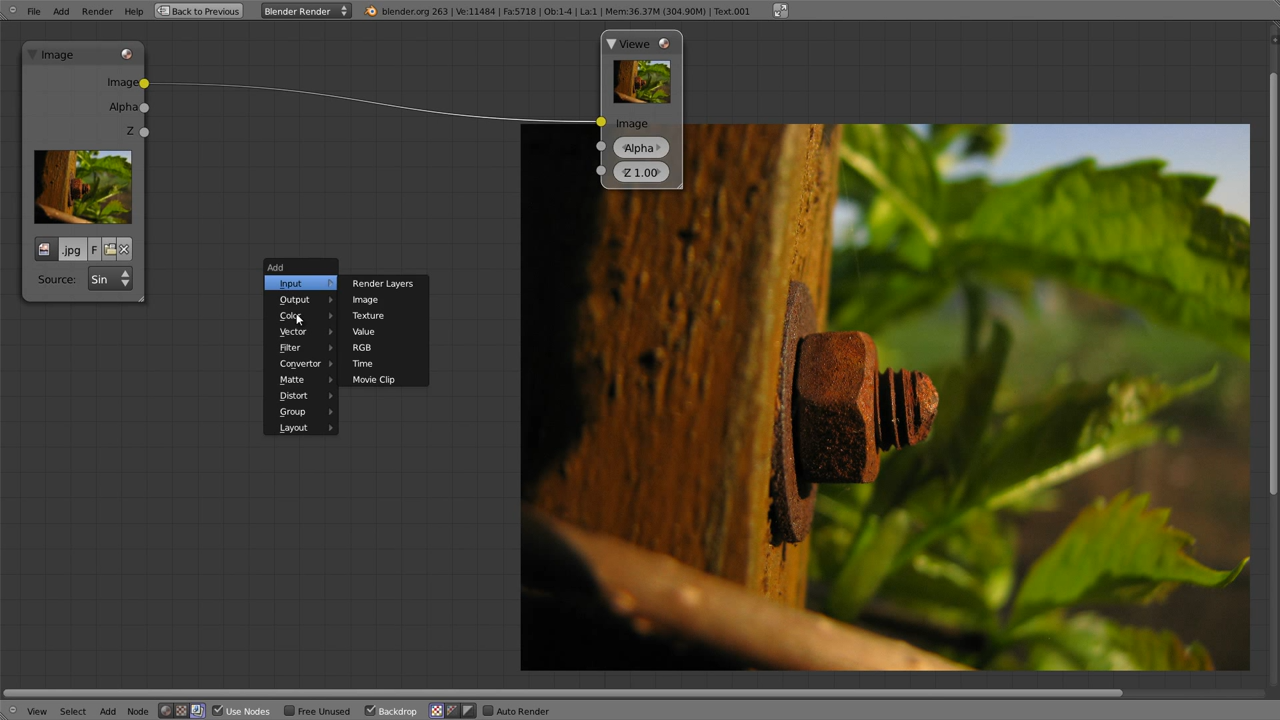 File Add Render Help Back to Previous Blender Render blender.org 263 | Ve:11484 | Fa:5718 | Ob:1-4 | La:1 | Mem:36.37M (304.90M) | Text.001
Image
Image
Alpha
Z
.jpg F
Source: Sin
Viewe
Image
Alpha
Z 1.00
Add
Input
Output
Color
Vector
Filter
Convertor
Matte
Distort
Group
Layout
Render Layers
Image
Texture
Value
RGB
Time
Movie Clip
View Select Add Node Use Nodes Free Unused Backdrop Auto Render